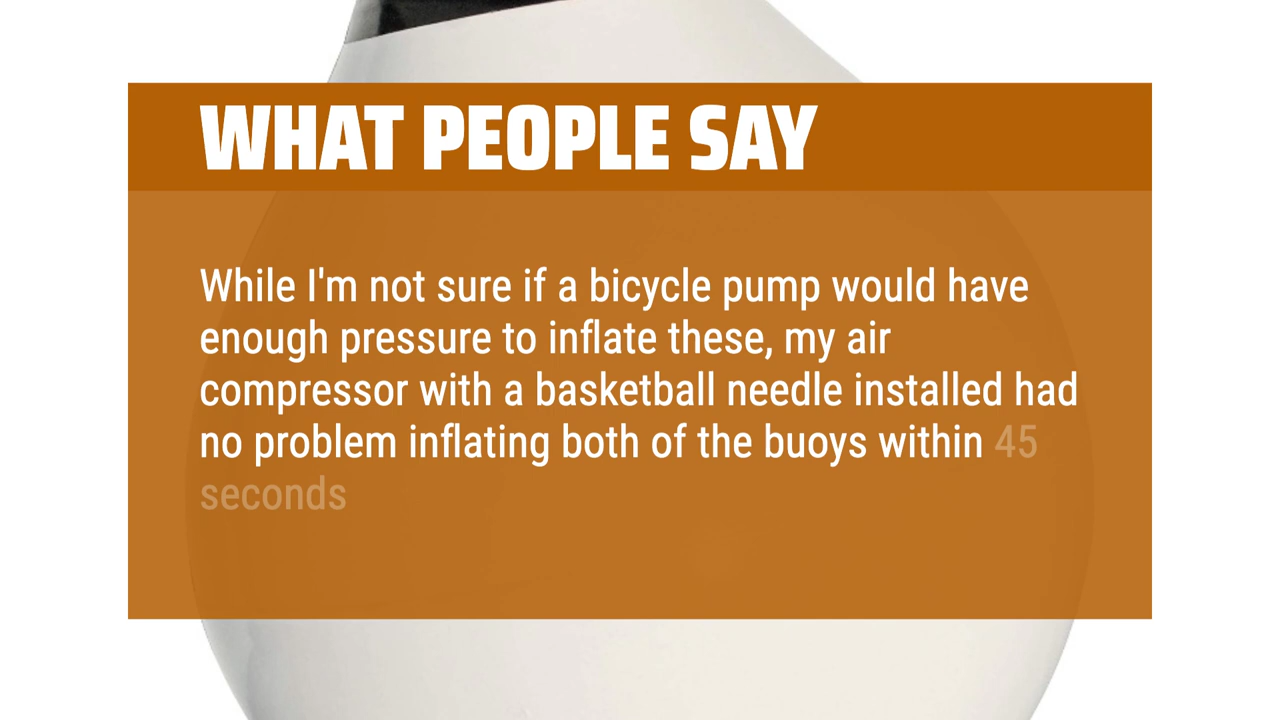 WHAT PEOPLE SAY
While I'm not sure if a bicycle pump would have
enough pressure to inflate these, my air
compressor with a basketball needle installed had
no problem inflating both of the buoys within 45
seconds